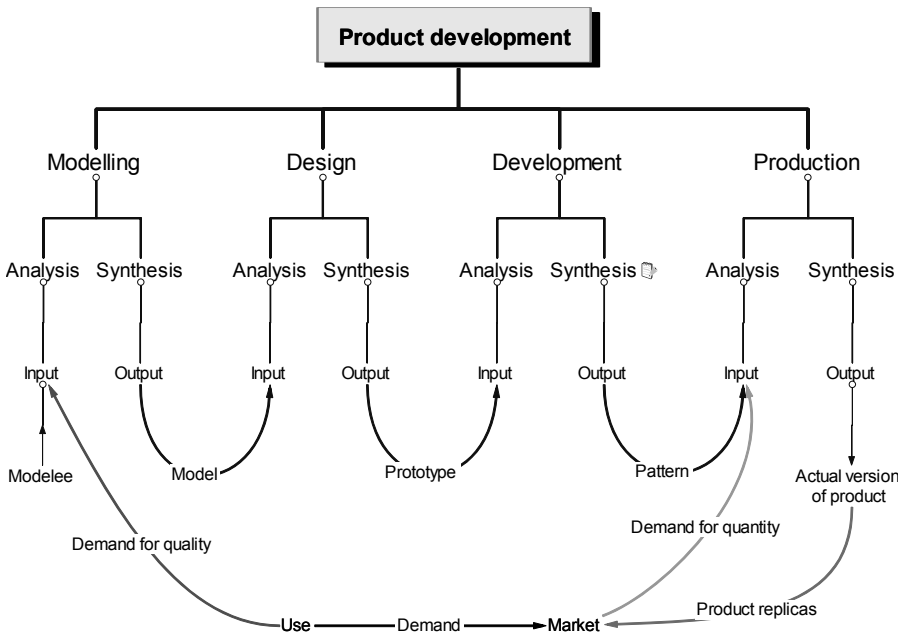 Product development
Modelling Design Development Production
Analysis Synthesis Analysis Synthesis Analysis Synthesis Analysis Synthesis
Input Output Input Output Input Output Input Output
Modelee Model Prototype Pattern Actual version
of product
Demand for quality Demand for quantity
Product replicas
Use Demand Market